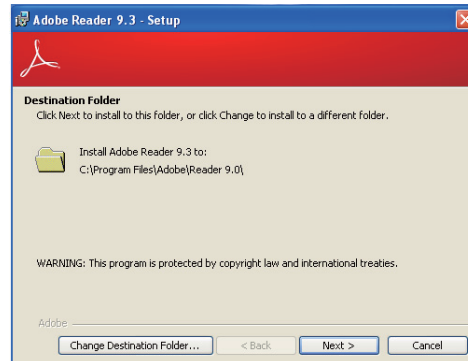 Adobe Reader 9.3 - Setup
Destination Folder
Click Next to install to this folder, or click Change to install to a different folder.
Install Adobe Reader 9.3 to:
C:\Program Files\Adobe\Reader 9.0\
WARNING: This program is protected by copyright law and international treaties.
Adobe
Change Destination Folder... < Back Next > Cancel